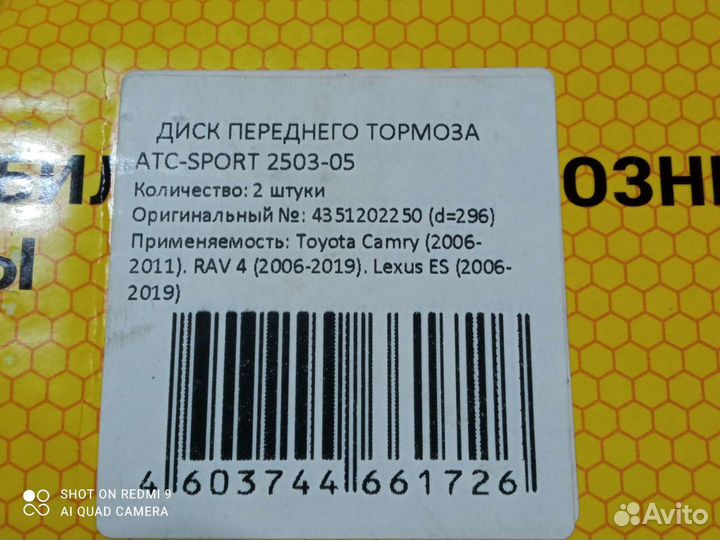 ДИСК ПЕРЕДНЕГО ТОРМОЗА
АТС-SPORT 2503-05
Количество: 2 штуки
Оригинальный №: 4351202250 (d=296)
Применяемость: Toyota Camry (2006-
2011). RAV 4 (2006-2019). Lexus ES (2006-
2019)
4 603744 661726
SHOT ON REDMI 9
AI QUAD CAMERA
Avito